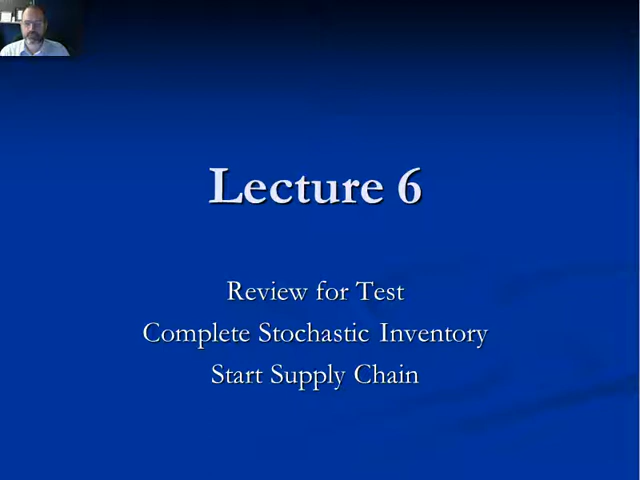 Lecture 6
Review for Test
Complete Stochastic Inventory
Start Supply Chain